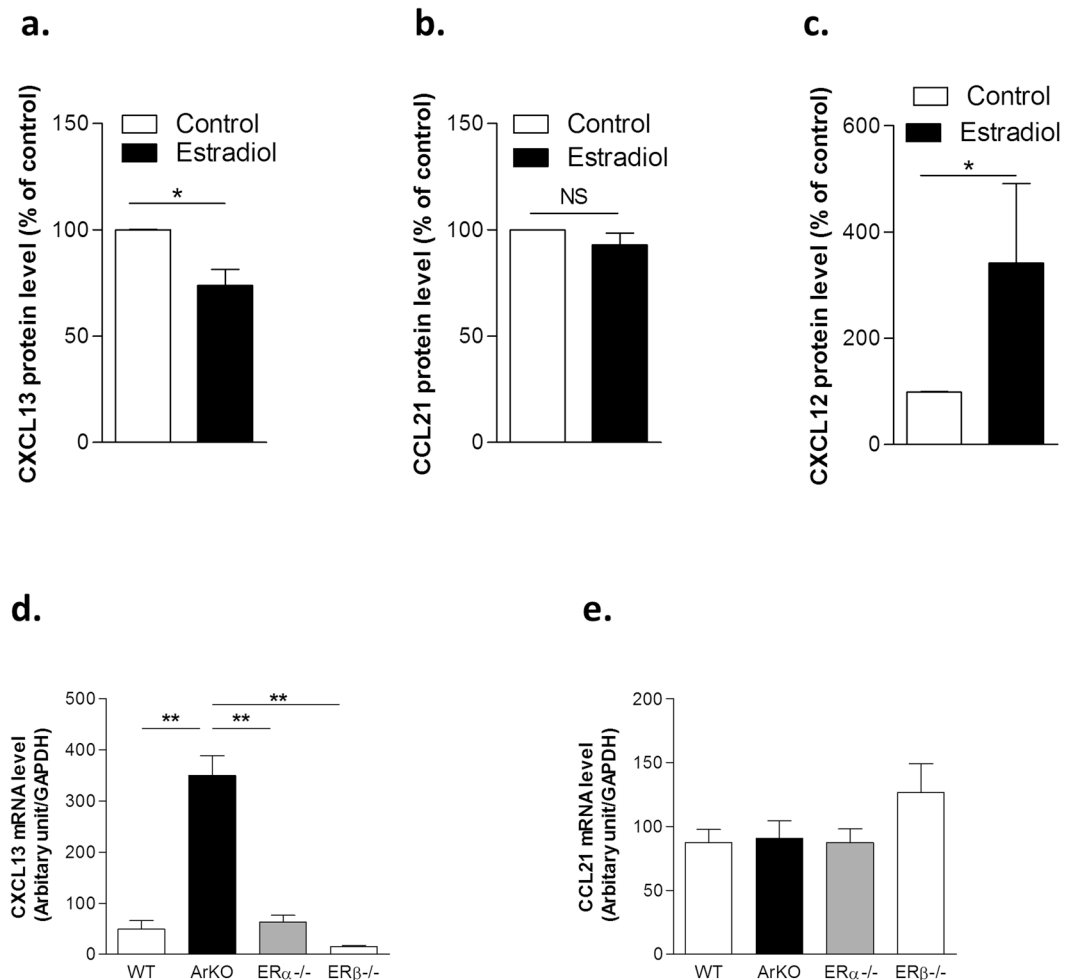 a.
CXCL13 protein level (% of control)
150
100
50
0
Control
Estradiol
*
b.
CCL21 protein level (% of control)
150
100
50
0
Control
Estradiol
NS
c.
CXCL12 protein level (% of control)
600
400
200
0
Control
Estradiol
*
d.
CXCL13 mRNA level
(Arbitary unit/GAPDH)
500
400
300
200
100
0
**
**
**
WT ArKO ERα-/- ERβ-/-
e.
CCL21 mRNA level
(Arbitary unit/GAPDH)
200
150
100
50
0
WT ArKO ERα-/- ERβ-/-